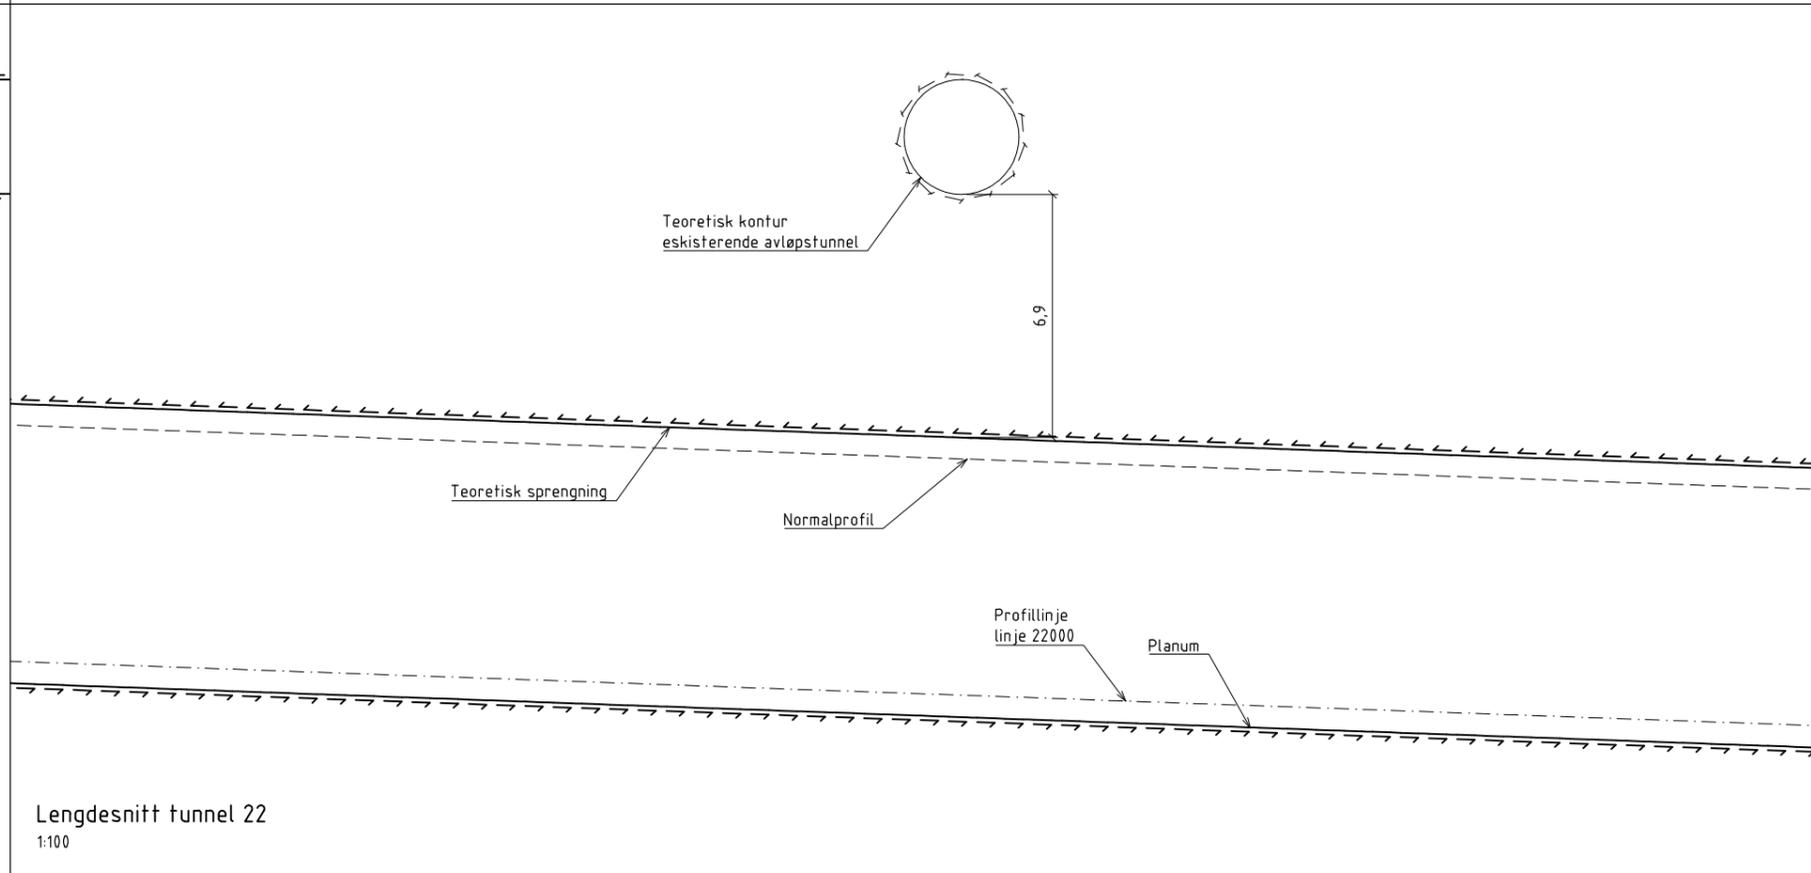 Teoretisk kontur
eskisterende avløpstunnel
6,9
Teoretisk sprengning
Normalprofil
Profillinje
linje 22000
Planum
Lengdesnitt tunnel 22
1:100